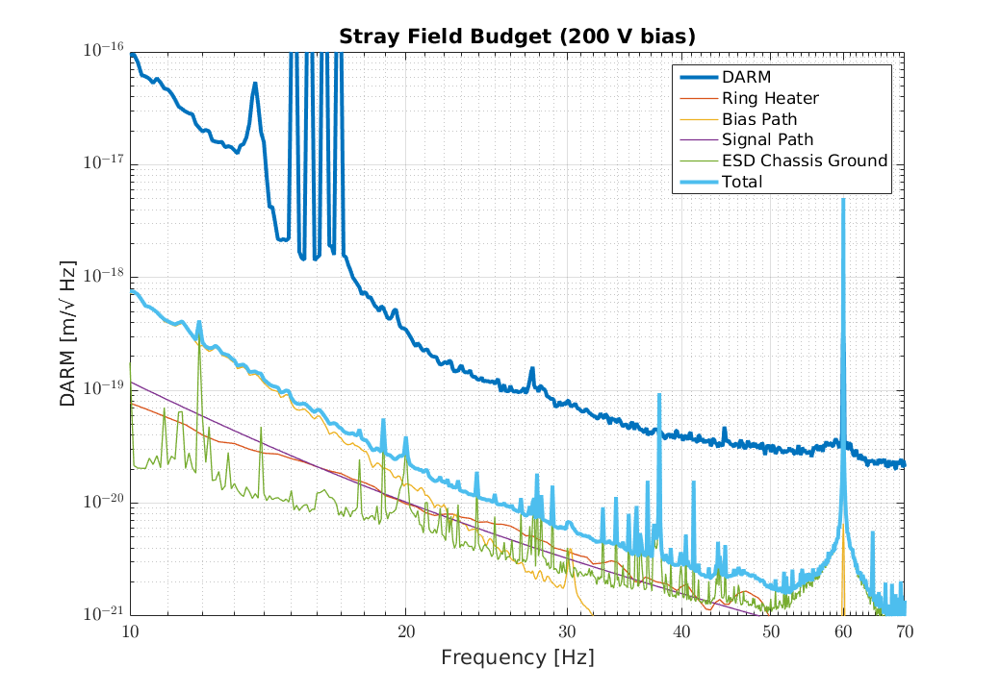 Stray Field Budget (200 V bias)
DARM
Ring Heater
Bias Path
Signal Path
ESD Chassis Ground
Total
10^-16
10^-17
10^-18
10^-19
10^-20
10^-21
DARM [m/√ Hz]
10 20 30 40 50 60 70
Frequency [Hz]